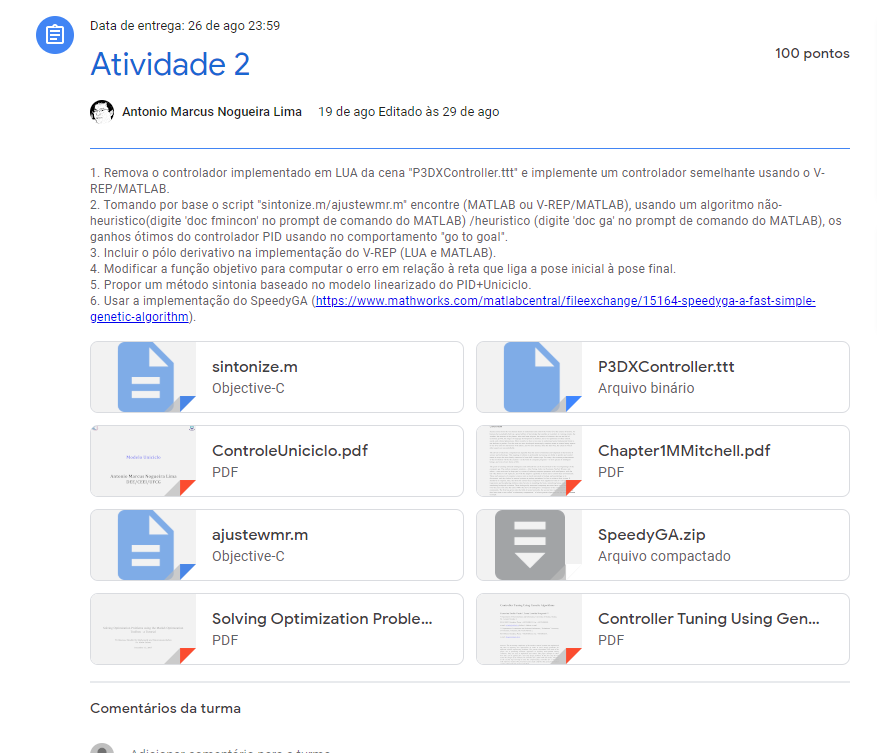 Data de entrega: 26 de ago 23:59
Atividade 2
100 pontos
Antonio Marcus Nogueira Lima 19 de ago Editado às 29 de ago
1. Remova o controlador implementado em LUA da cena "P3DXController.ttt" e implemente um controlador semelhante usando o V-
REP/MATLAB.
2. Tomando por base o script "sintonize.m/ajustewmr.m" encontre (MATLAB ou V-REP/MATLAB), usando um algoritmo não-
heuristico(digite 'doc fmincon' no prompt de comando do MATLAB) /heuristico (digite 'doc ga' no prompt de comando do MATLAB), os
ganhos ótimos do controlador PID usando no comportamento "go to goal".
3. Incluir o pólo derivativo na implementação do V-REP (LUA e MATLAB).
4. Modificar a função objetivo para computar o erro em relação à reta que liga a pose inicial à pose final.
5. Propor um método sintonia baseado no modelo linearizado do PID+Uniciclo.
6. Usar a implementação do SpeedyGA (https://www.mathworks.com/matlabcentral/fileexchange/15164-speedyga-a-fast-simple-
genetic-algorithm).
sintonize.m
Objective-C
P3DXController.ttt
Arquivo binário
Modelo Uniciclo
Antonio Marcus Nogueira Lima
ControleUniciclo.pdf
PDF
Chapter1MMitchell.pdf
PDF
ajustewmr.m
Objective-C
SpeedyGA.zip
Arquivo compactado
Solving Optimization Proble...
PDF
Controller Tuning Using Gen...
PDF
Comentários da turma
Adicionar comentário para a turma